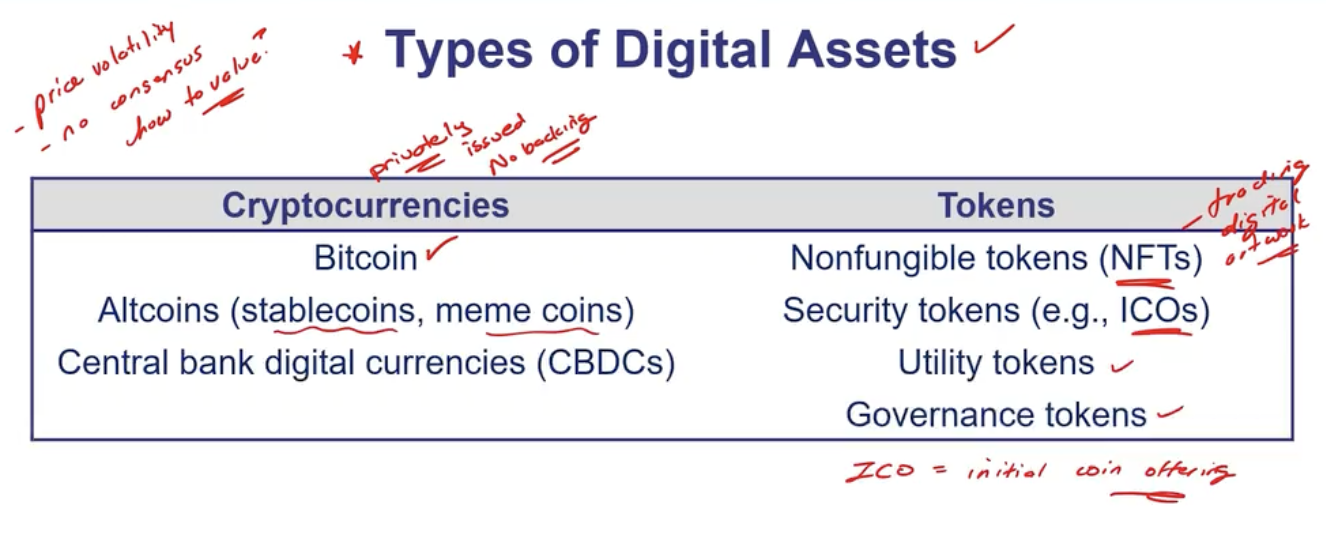 - price volatility
- no consensus
how to value?
* Types of Digital Assets ✓
privately issued
No backing
Cryptocurrencies
Bitcoin ✓
Altcoins (stablecoins, meme coins)
Central bank digital currencies (CBDCs)
Tokens
- trading
digital
artwork
Nonfungible tokens (NFTs)
Security tokens (e.g., ICOs)
Utility tokens ✓
Governance tokens ✓
ICO = initial coin offering